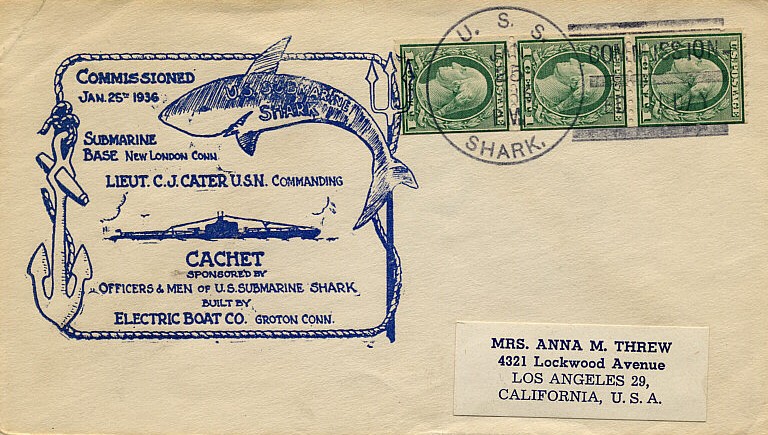 COMMISSIONED
JAN. 25TH 1936
U.S. SUBMARINE
SHARK
SUBMARINE
BASE NEW LONDON CONN.
LIEUT. C.J. CATER U.S.N. COMMANDING
CACHET
SPONSORED BY
OFFICERS & MEN OF U.S. SUBMARINE SHARK
BUILT BY
ELECTRIC BOAT CO. GROTON CONN.
U. S. S.
SHARK.
DAY
MRS. ANNA M. THREW
4321 Lockwood Avenue
LOS ANGELES 29,
CALIFORNIA, U. S. A.